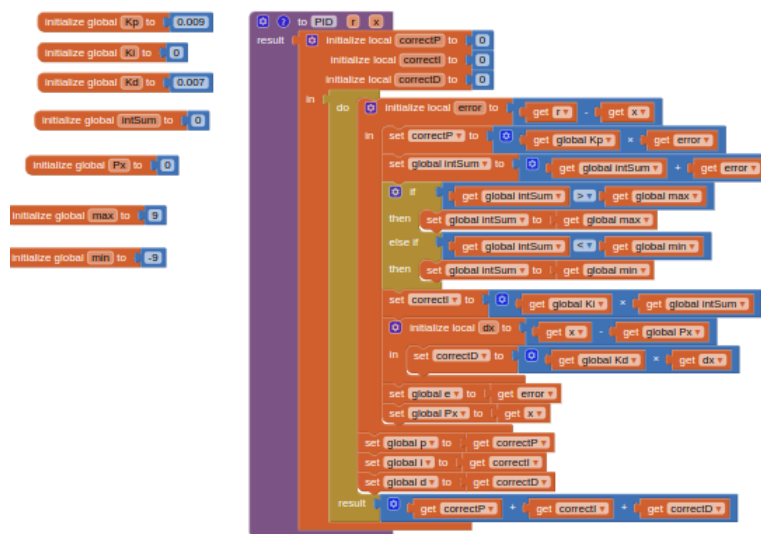 initialize global Kp to 0.009
initialize global Ki to 0
initialize global Kd to 0.007
initialize global intSum to 0
initialize global Px to 0
initialize global max to 9
initialize global min to -9
? to PID r x
result initialize local correctP to 0
initialize local correctI to 0
initialize local correctD to 0
in do initialize local error to get r - get x
in set correctP to get global Kp × get error
set global intSum to get global intSum + get error
if get global intSum > get global max
then set global intSum to get global max
else if get global intSum < get global min
then set global intSum to get global min
set correctI to get global Ki × get global intSum
initialize local dx to get x - get global Px
in set correctD to get global Kd × get dx
set global e to get error
set global Px to get x
set global p to get correctP
set global i to get correctI
set global d to get correctD
result get correctP + get correctI + get correctD